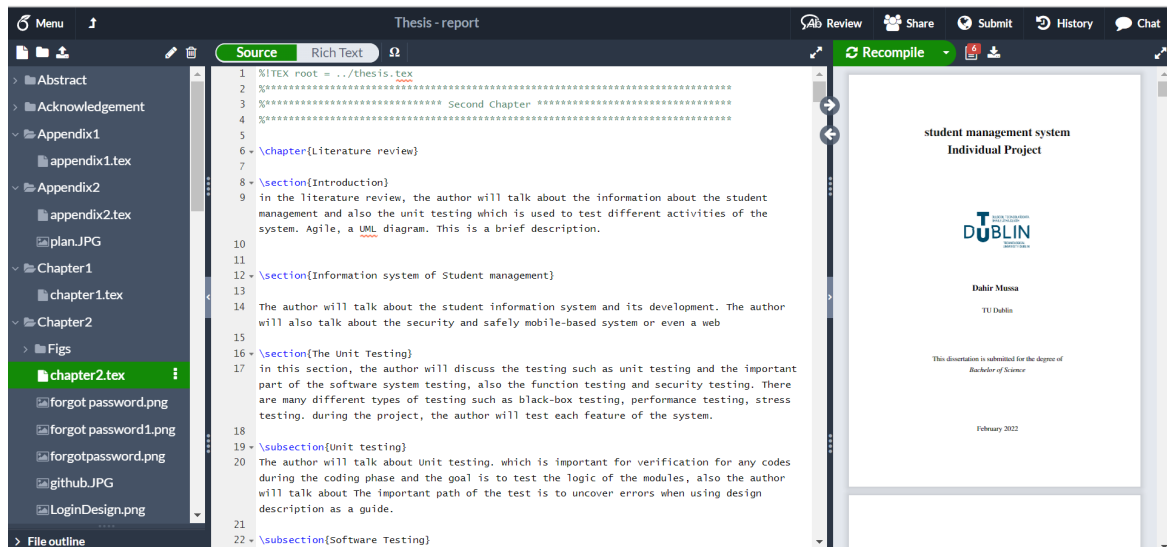 Menu
Thesis - report
Review
Share
Submit
History
Chat
Source
Rich Text
Ω
Recompile
6
Abstract
Acknowledgement
Appendix1
appendix1.tex
Appendix2
appendix2.tex
plan.JPG
Chapter1
chapter1.tex
Chapter2
Figs
chapter2.tex
forgot password.png
forgot password1.png
forgotpassword.png
github.JPG
LoginDesign.png
File outline
1 %!TEX root = ../thesis.tex
2 %*******************************************************************************
3 %****************************** Second Chapter *********************************
4 %*******************************************************************************
5
6 \chapter{Literature review}
7
8 \section{Introduction}
9 in the literature review, the author will talk about the information about the student
management and also the unit testing which is used to test different activities of the
system. Agile, a UML diagram. This is a brief description.
10
11
12 \section{Information system of Student management}
13
14 The author will talk about the student information system and its development. The author
will also talk about the security and safely mobile-based system or even a web
15
16 \section{The Unit Testing}
17 in this section, the author will discuss the testing such as unit testing and the important
part of the software system testing, also the function testing and security testing. There
are many different types of testing such as black-box testing, performance testing, stress
testing. during the project, the author will test each feature of the system.
18
19 \subsection{Unit testing}
20 The author will talk about Unit testing. which is important for verification for any codes
during the coding phase and the goal is to test the logic of the modules, also the author
will talk about The important path of the test is to uncover errors when using design
description as a guide.
21
22 \subsection{Software Testing}
student management system
Individual Project
DUBLIN
Dahir Mussa
TU Dublin
This dissertation is submitted for the degree of
Bachelor of Science
February 2022